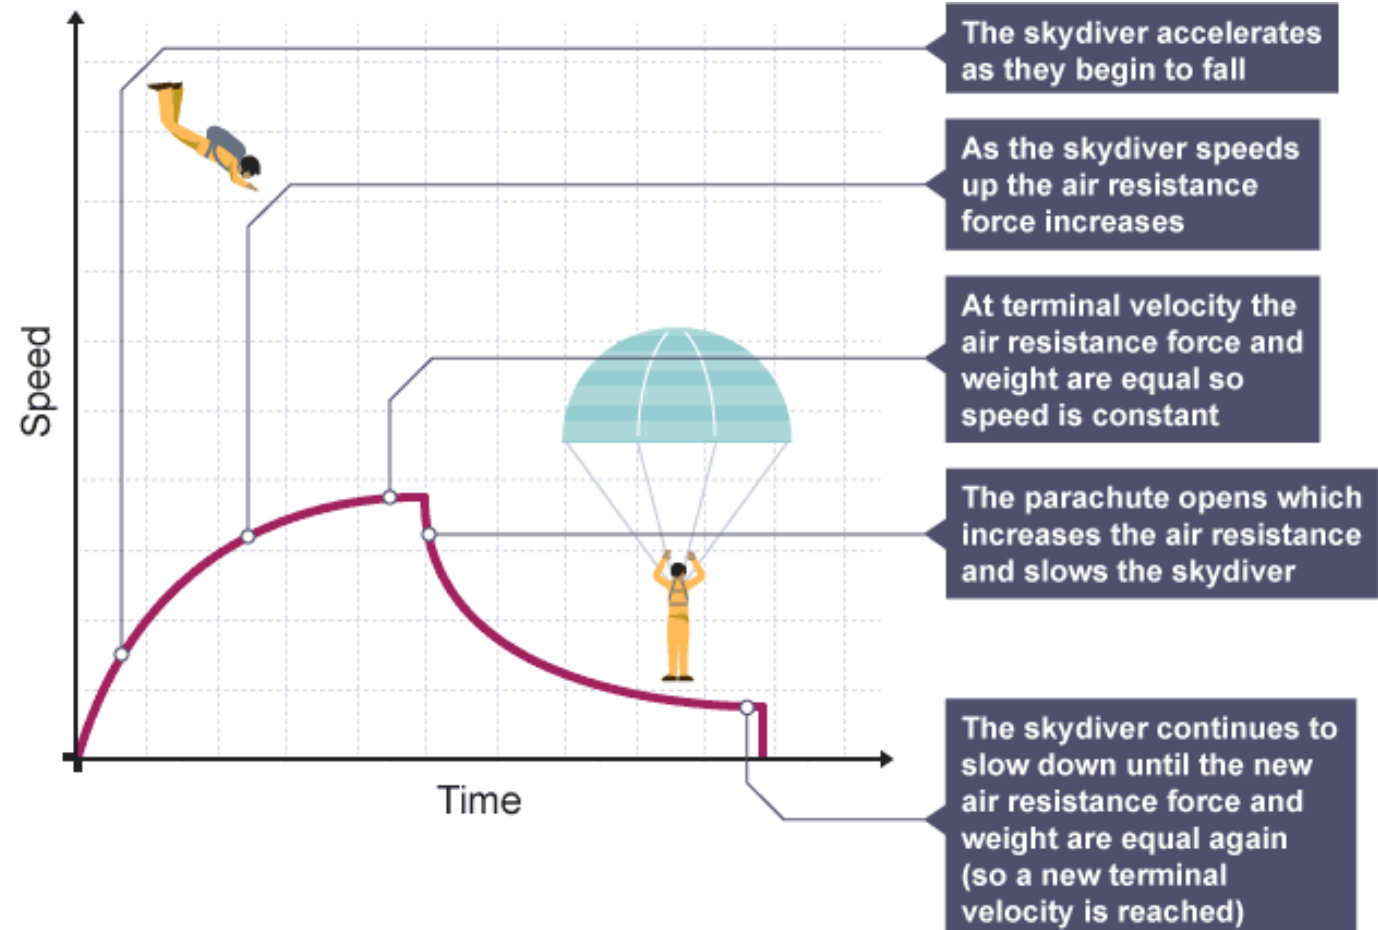 The skydiver accelerates
as they begin to fall
As the skydiver speeds
up the air resistance
force increases
At terminal velocity the
air resistance force and
weight are equal so
speed is constant
The parachute opens which
increases the air resistance
and slows the skydiver
The skydiver continues to
slow down until the new
air resistance force and
weight are equal again
(so a new terminal
velocity is reached)
Speed
Time